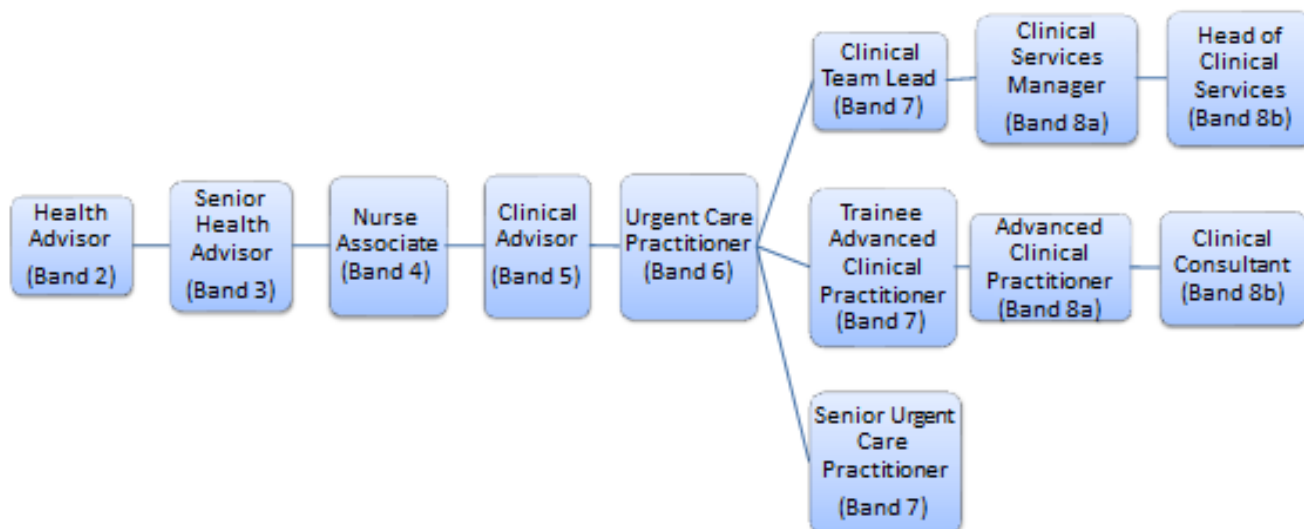 Health
Advisor
(Band 2)
Senior
Health
Advisor
(Band 3)
Nurse
Associate
(Band 4)
Clinical
Advisor
(Band 5)
Urgent Care
Practitioner
(Band 6)
Clinical
Team Lead
(Band 7)
Clinical
Services
Manager
(Band 8a)
Head of
Clinical
Services
(Band 8b)
Trainee
Advanced
Clinical
Practitioner
(Band 7)
Advanced
Clinical
Practitioner
(Band 8a)
Clinical
Consultant
(Band 8b)
Senior Urgent
Care
Practitioner
(Band 7)